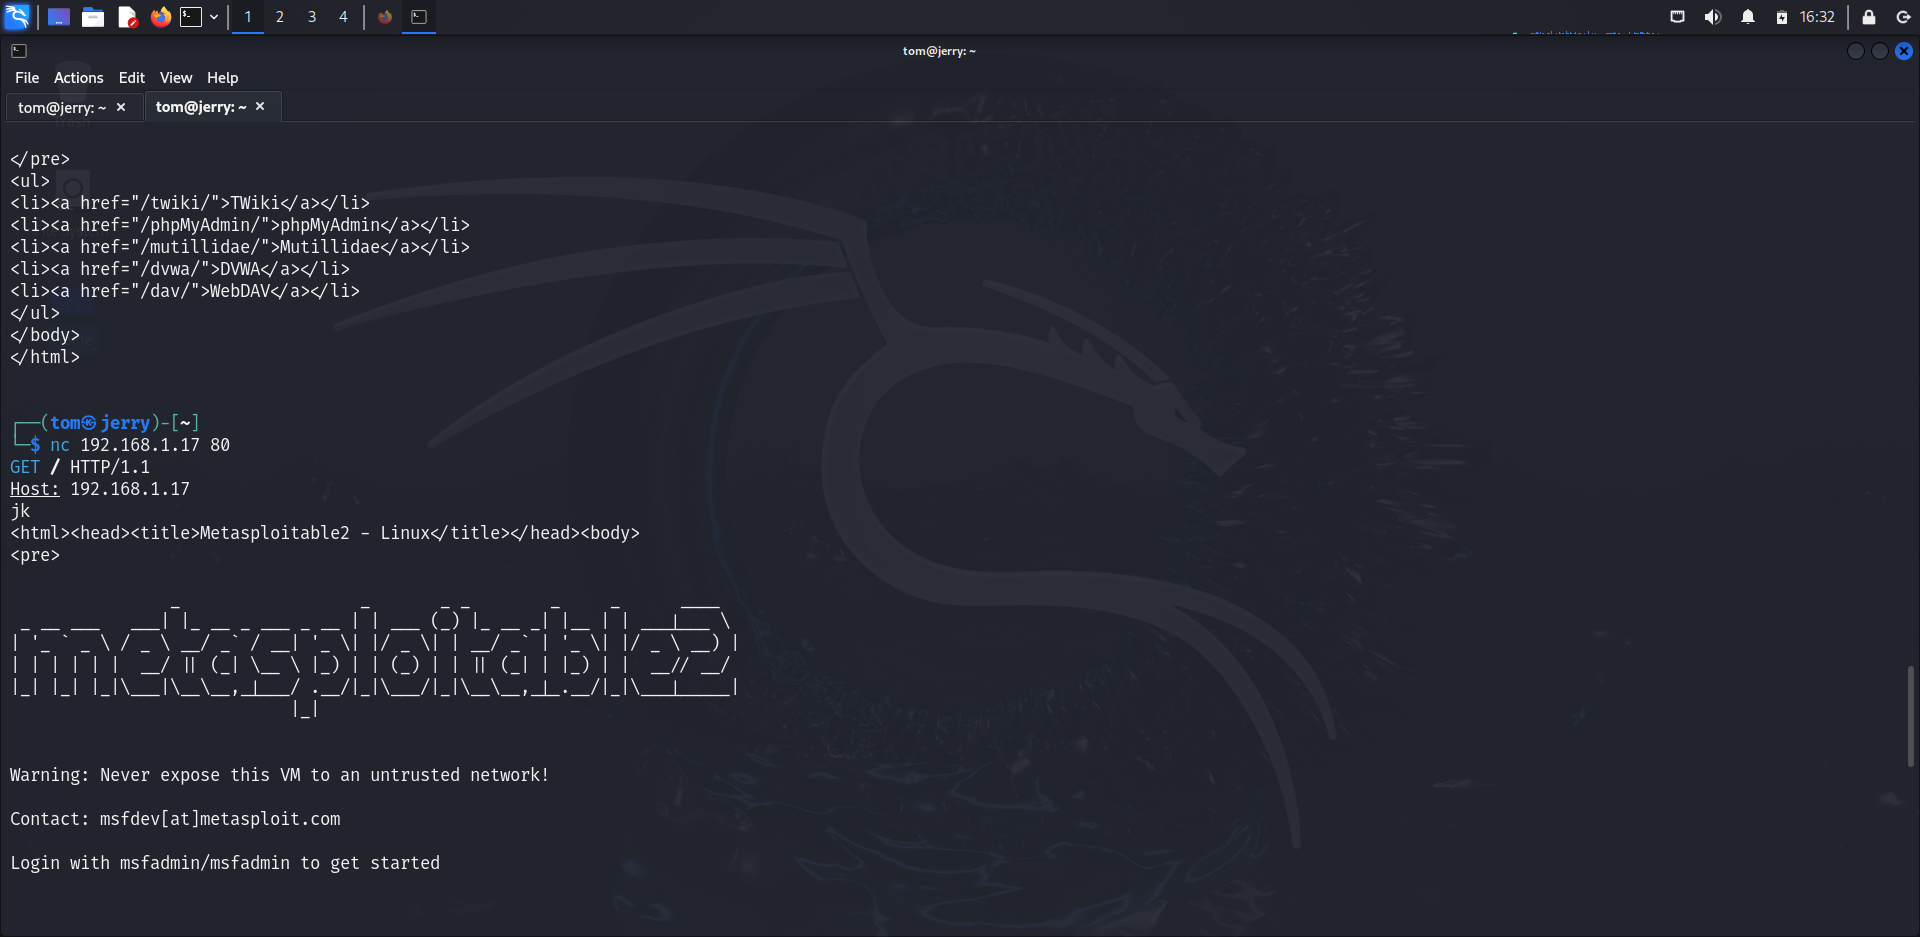 1 2 3 4 16:32
tom@jerry: ~
File Actions Edit View Help
tom@jerry: ~ × tom@jerry: ~ ×
</pre>
<ul>
<li><a href="/twiki/">TWiki</a></li>
<li><a href="/phpMyAdmin/">phpMyAdmin</a></li>
<li><a href="/mutillidae/">Mutillidae</a></li>
<li><a href="/dvwa/">DVWA</a></li>
<li><a href="/dav/">WebDAV</a></li>
</ul>
</body>
</html>
┌──(tom㉿jerry)-[~]
└─$ nc 192.168.1.17 80
GET / HTTP/1.1
Host: 192.168.1.17
jk
<html><head><title>Metasploitable2 - Linux</title></head><body>
<pre>
metasploitable2
Warning: Never expose this VM to an untrusted network!
Contact: msfdev[at]metasploit.com
Login with msfadmin/msfadmin to get started